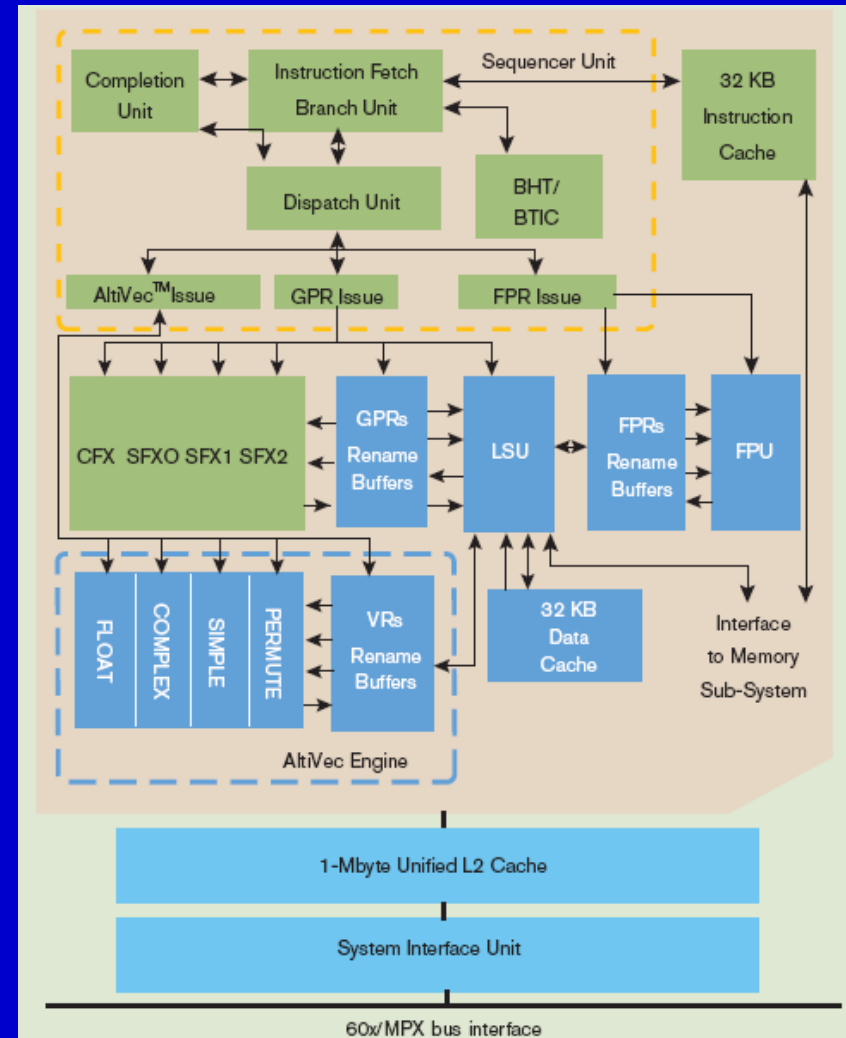 Completion
Unit
Instruction Fetch
Branch Unit
Sequencer Unit
32 KB
Instruction
Cache
Dispatch Unit
BHT/
BTIC
AltiVec™Issue
GPR Issue
FPR Issue
CFX SFXO SFX1 SFX2
GPRs
Rename
Buffers
LSU
FPRs
Rename
Buffers
FPU
FLOAT
COMPLEX
SIMPLE
PERMUTE
VRs
Rename
Buffers
32 KB
Data
Cache
Interface
to Memory
Sub-System
AltiVec Engine
1-Mbyte Unified L2 Cache
System Interface Unit
60x/MPX bus interface